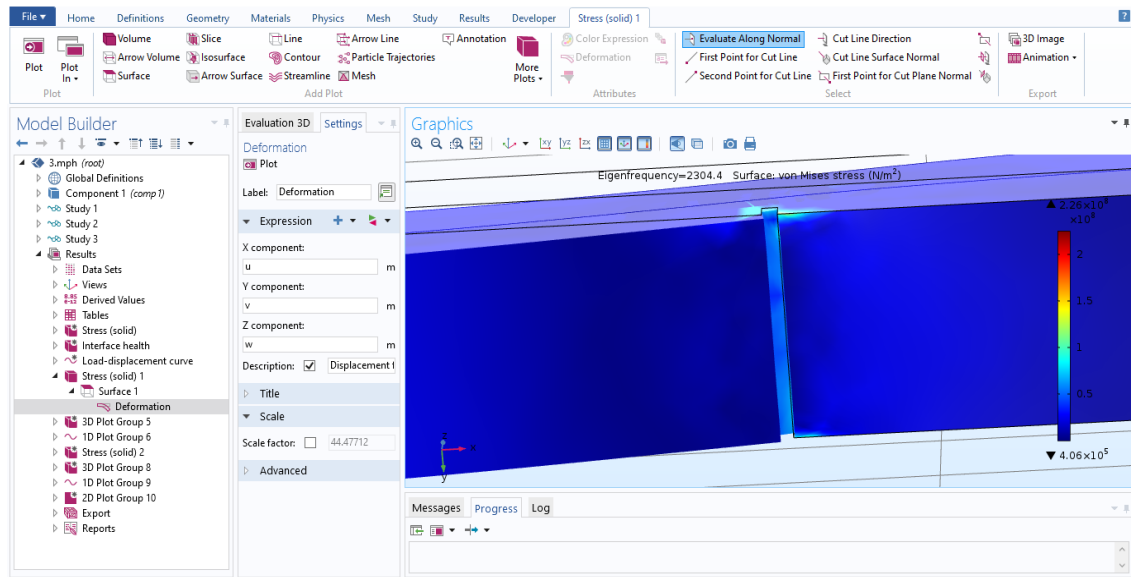 File ▾ Home Definitions Geometry Materials Physics Mesh Study Results Developer Stress (solid) 1 ?
Plot
Plot In ▾
Volume Slice Line Arrow Line Annotation
Arrow Volume Isosurface Contour Particle Trajectories
Surface Arrow Surface Streamline Mesh
More Plots ▾
Color Expression
Deformation
Evaluate Along Normal Cut Line Direction
First Point for Cut Line Cut Line Surface Normal
Second Point for Cut Line First Point for Cut Plane Normal
3D Image
Animation ▾
Plot Add Plot Attributes Select Export
Model Builder
3.mph (root)
Global Definitions
Component 1 (comp1)
Study 1
Study 2
Study 3
Results
Data Sets
Views
8.85
e-12
Derived Values
Tables
Stress (solid)
Interface health
Load-displacement curve
Stress (solid) 1
Surface 1
Deformation
3D Plot Group 5
1D Plot Group 6
Stress (solid) 2
3D Plot Group 8
1D Plot Group 9
2D Plot Group 10
Export
Reports
Evaluation 3D Settings
Deformation
Plot
Label: Deformation
Expression
X component:
u m
Y component:
v m
Z component:
w m
Description: Displacement f
Title
Scale
Scale factor: 44.47712
Advanced
Graphics
xy yz zx
Eigenfrequency=2304.4 Surface: von Mises stress (N/m²)
▲ 2.26×10⁸
×10⁸
2
1
0.5
▼ 4.06×10⁵
x
y
Messages Progress Log